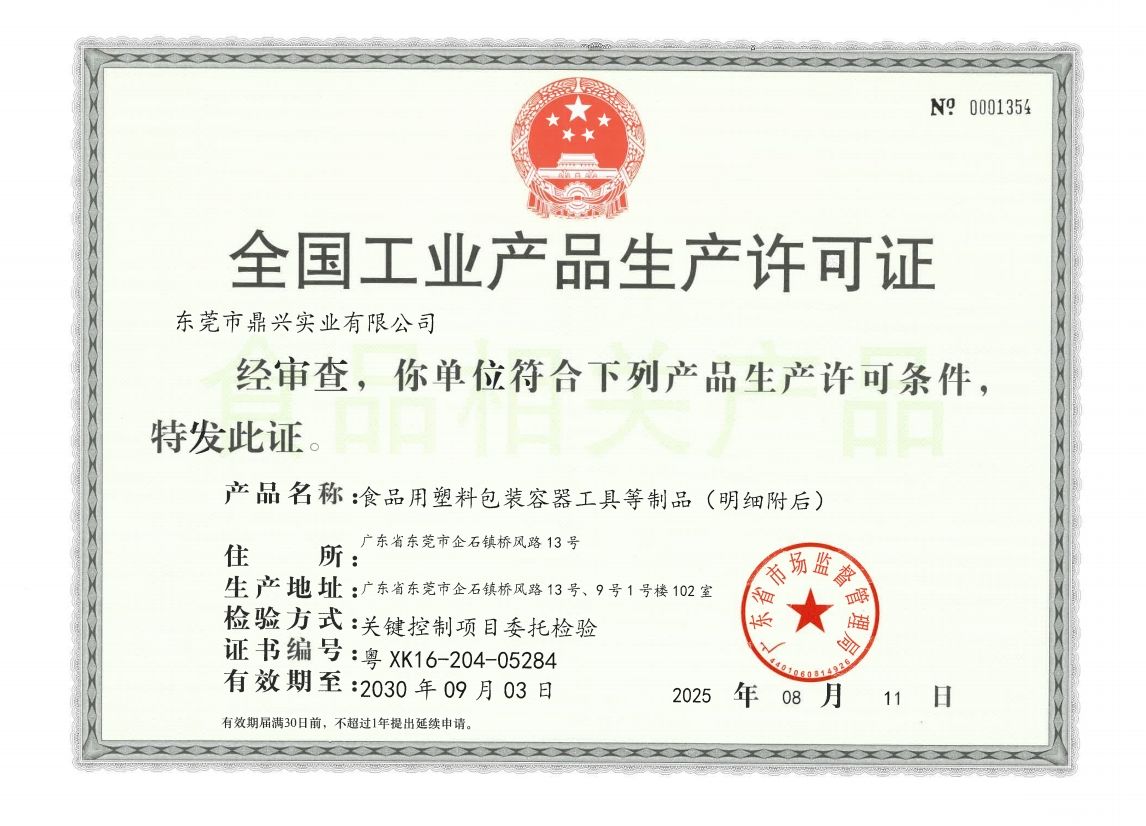 Nº 0001354
全国工业产品生产许可证
东莞市鼎兴实业有限公司
食品相关产品
经审查，你单位符合下列产品生产许可条件，
特发此证。
产品名称：食品用塑料包装容器工具等制品（明细附后）
住 所：广东省东莞市企石镇桥风路 13 号
生产地址：广东省东莞市企石镇桥风路 13 号、9 号 1 号楼 102 室
检验方式：关键控制项目委托检验
证书编号：粤 XK16-204-05284
有效期至：2030 年 09 月 03 日
广东省市场监督管理局
4401060814926
2025 年 08 月 11 日
有效期届满30日前，不超过1年提出延续申请。